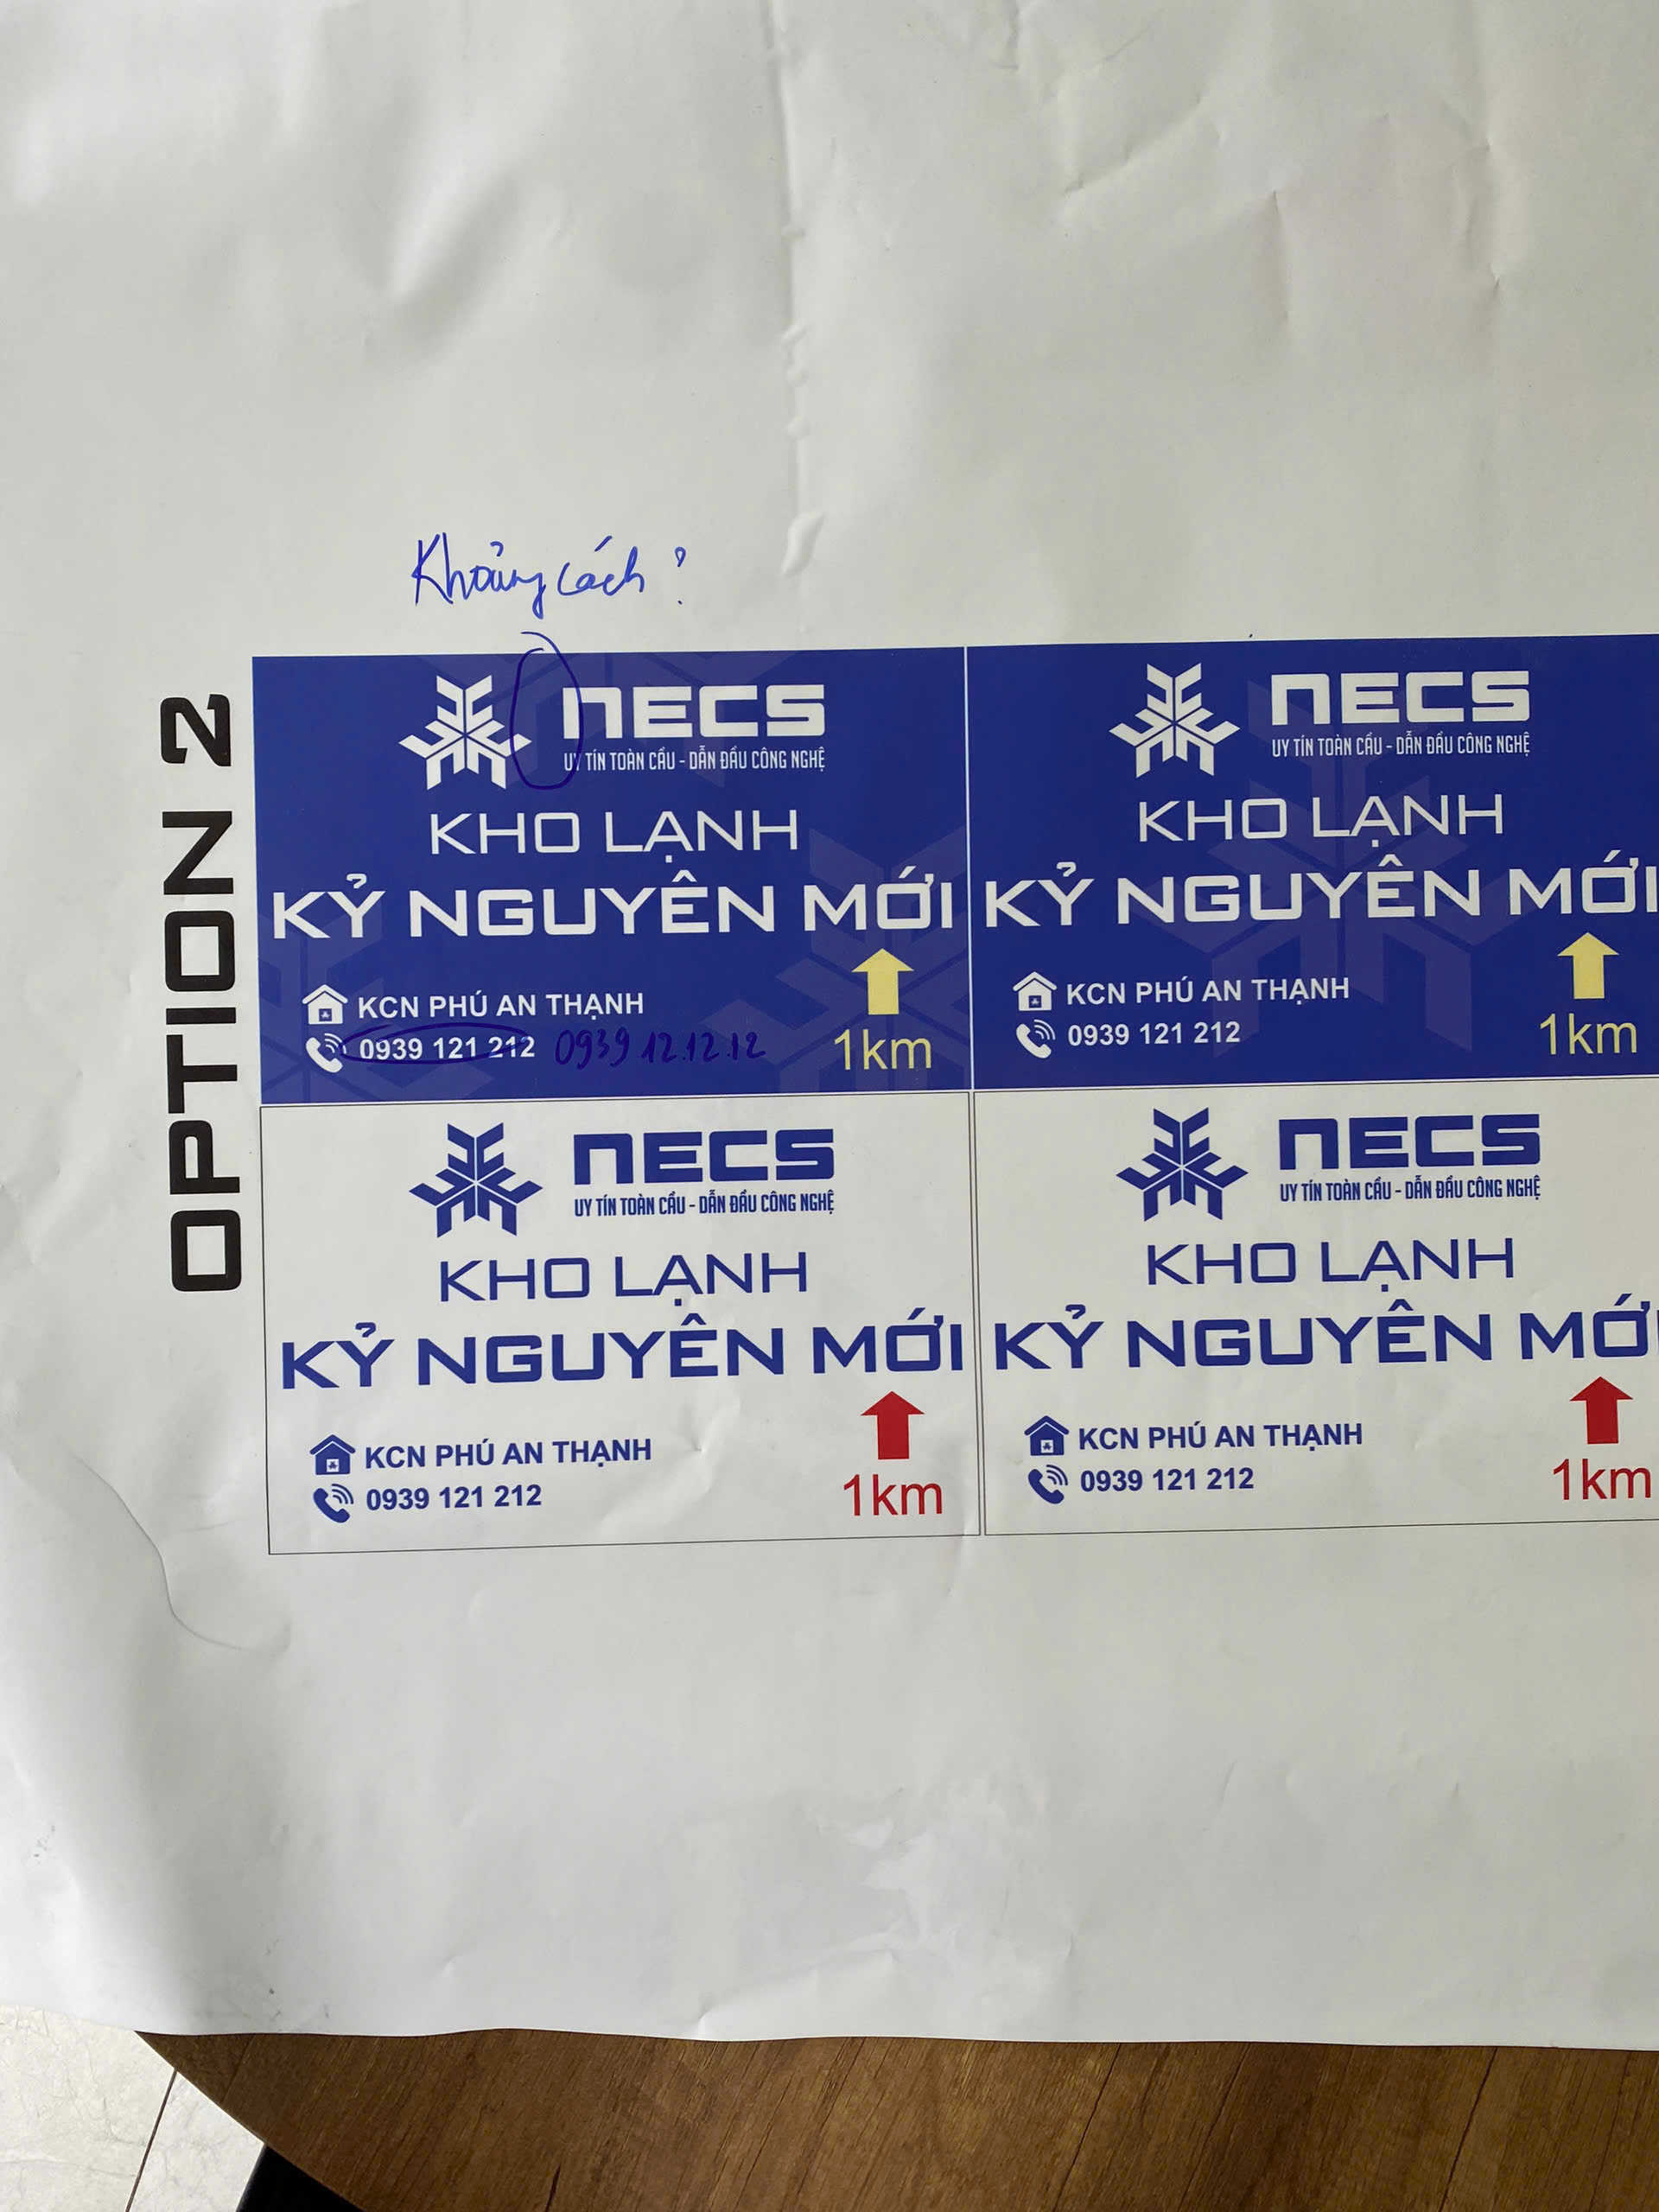 Khoảng cách?
OPTION 2
NECS
UY TÍN TOÀN CẦU - DẪN ĐẦU CÔNG NGHỆ
KHO LẠNH
KỶ NGUYÊN MỚI
KCN PHÚ AN THẠNH
0939 121 212 0939 12.12.12
1km
NECS
UY TÍN TOÀN CẦU - DẪN ĐẦU CÔNG NGHỆ
KHO LẠNH
KỶ NGUYÊN MỚI
KCN PHÚ AN THẠNH
0939 121 212
1km
NECS
UY TÍN TOÀN CẦU - DẪN ĐẦU CÔNG NGHỆ
KHO LẠNH
KỶ NGUYÊN MỚI
KCN PHÚ AN THẠNH
0939 121 212
1km
NECS
UY TÍN TOÀN CẦU - DẪN ĐẦU CÔNG NGHỆ
KHO LẠNH
KỶ NGUYÊN MỚI
KCN PHÚ AN THẠNH
0939 121 212
1km